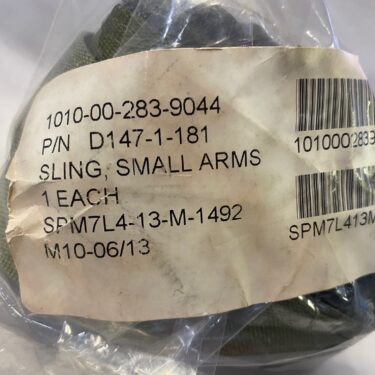 1010-00-283-9044
P/N D147-1-181
SLING, SMALL ARMS
1 EACH
SPM7L4-13-M-1492
M10-06/13
101000283
SPM7L413M